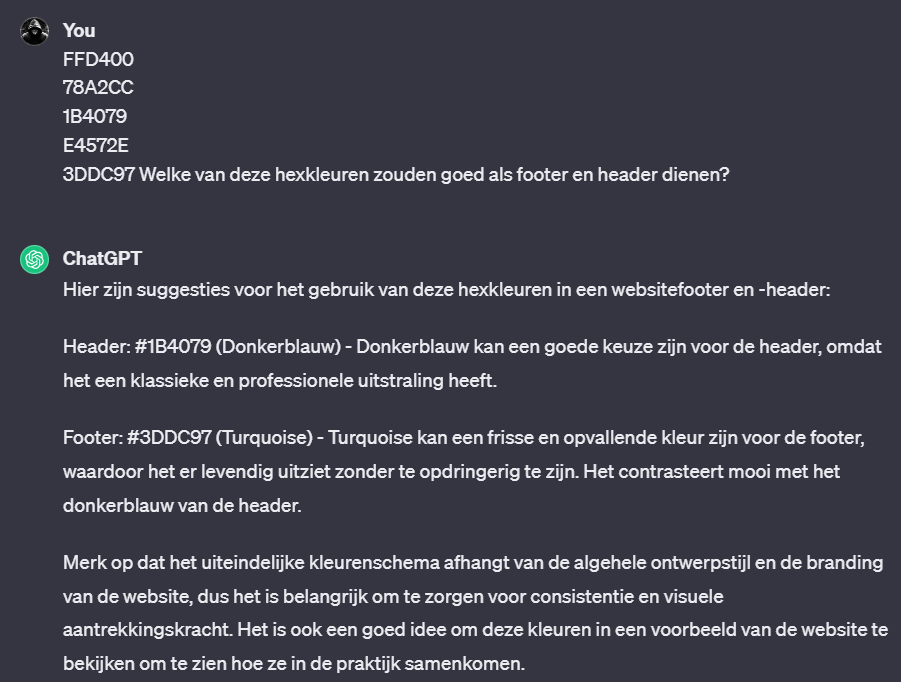 You
FFD400
78A2CC
1B4079
E4572E
3DDC97 Welke van deze hexkleuren zouden goed als footer en header dienen?
ChatGPT
Hier zijn suggesties voor het gebruik van deze hexkleuren in een websitefooter en -header:
Header: #1B4079 (Donkerblauw) - Donkerblauw kan een goede keuze zijn voor de header, omdat
het een klassieke en professionele uitstraling heeft.
Footer: #3DDC97 (Turquoise) - Turquoise kan een frisse en opvallende kleur zijn voor de footer,
waardoor het er levendig uitziet zonder te opdringerig te zijn. Het contrasteert mooi met het
donkerblauw van de header.
Merk op dat het uiteindelijke kleurenschema afhangt van de algehele ontwerpstijl en de branding
van de website, dus het is belangrijk om te zorgen voor consistentie en visuele
aantrekkingskracht. Het is ook een goed idee om deze kleuren in een voorbeeld van de website te
bekijken om te zien hoe ze in de praktijk samenkomen.